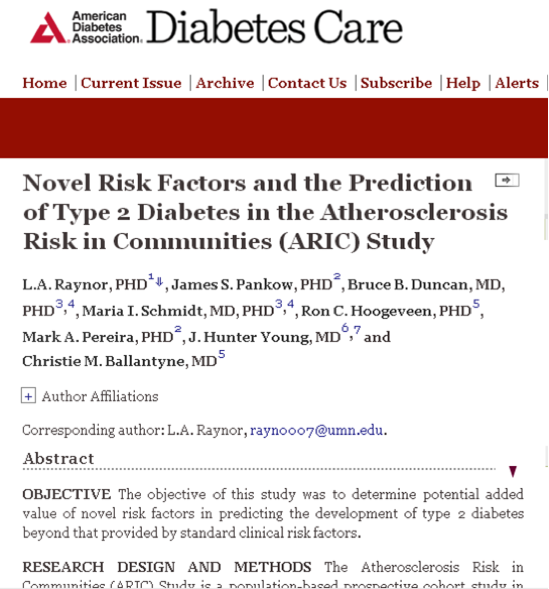 American
Diabetes
Association. Diabetes Care
Home | Current Issue | Archive | Contact Us | Subscribe | Help | Alerts |
Novel Risk Factors and the Prediction
of Type 2 Diabetes in the Atherosclerosis
Risk in Communities (ARIC) Study
L.A. Raynor, PHD1⇓, James S. Pankow, PHD2, Bruce B. Duncan, MD,
PHD3,4, Maria I. Schmidt, MD, PHD3,4, Ron C. Hoogeveen, PHD5,
Mark A. Pereira, PHD2, J. Hunter Young, MD6,7 and
Christie M. Ballantyne, MD5
+ Author Affiliations
Corresponding author: L.A. Raynor, rayn0007@umn.edu.
Abstract
OBJECTIVE The objective of this study was to determine potential added
value of novel risk factors in predicting the development of type 2 diabetes
beyond that provided by standard clinical risk factors.
RESEARCH DESIGN AND METHODS The Atherosclerosis Risk in
Communities (ARIC) Study is a population-based prospective cohort study in